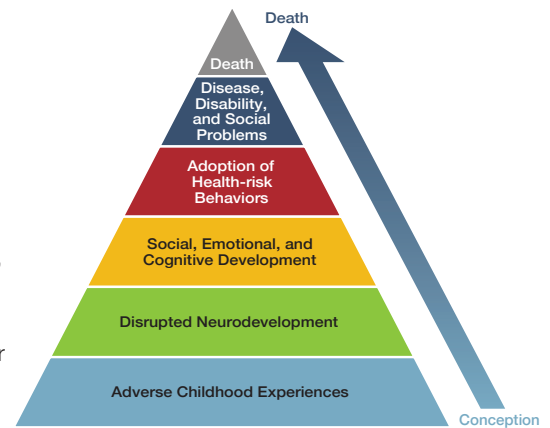 Death
Death
Disease,
Disability,
and Social
Problems
Adoption of
Health-risk
Behaviors
Social, Emotional, and
Cognitive Development
Disrupted Neurodevelopment
Adverse Childhood Experiences
Conception